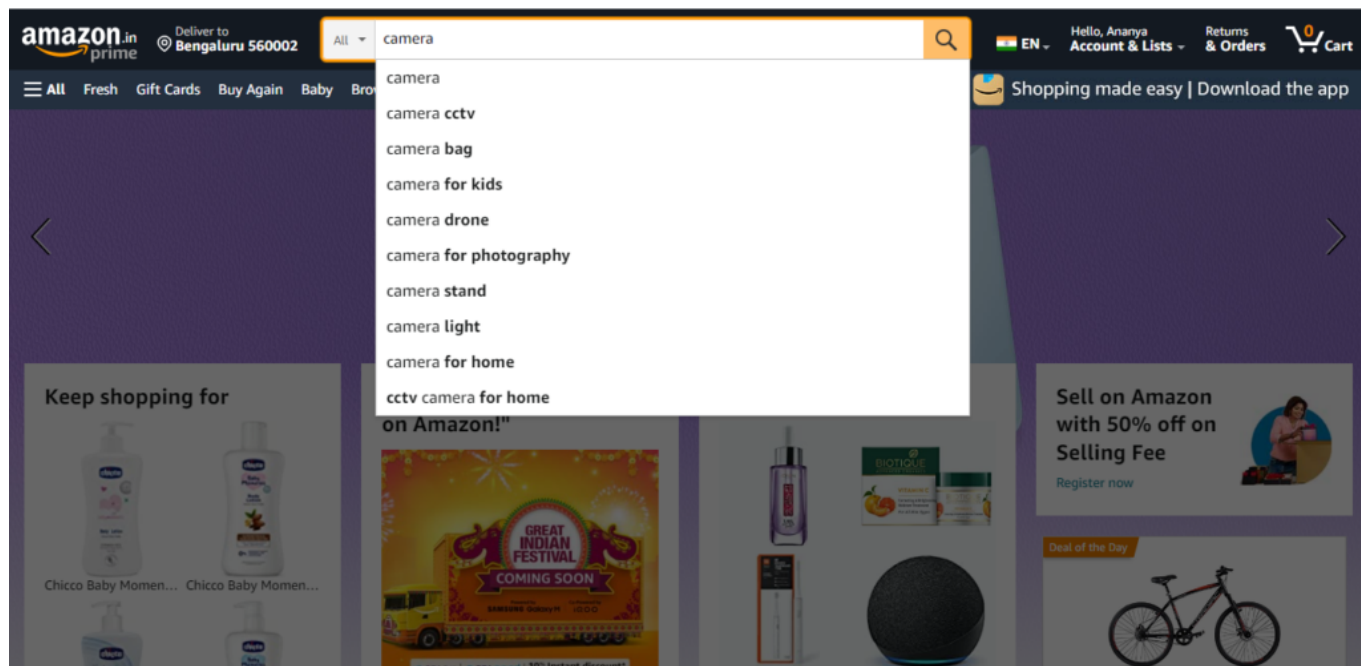 amazon.in
prime
Deliver to
Bengaluru 560002
All
camera
EN
Hello, Ananya
Account & Lists
Returns
& Orders
0
Cart
All Fresh Gift Cards Buy Again Baby
Shopping made easy | Download the app
camera
camera cctv
camera bag
camera for kids
camera drone
camera for photography
camera stand
camera light
camera for home
cctv camera for home
Keep shopping for
Chicco Baby Momen... Chicco Baby Momen...
on Amazon!"
GREAT
INDIAN
FESTIVAL
COMING SOON
SAMSUNG Galaxy M
BIOTIQUE
Sell on Amazon
with 50% off on
Selling Fee
Register now
Deal of the Day